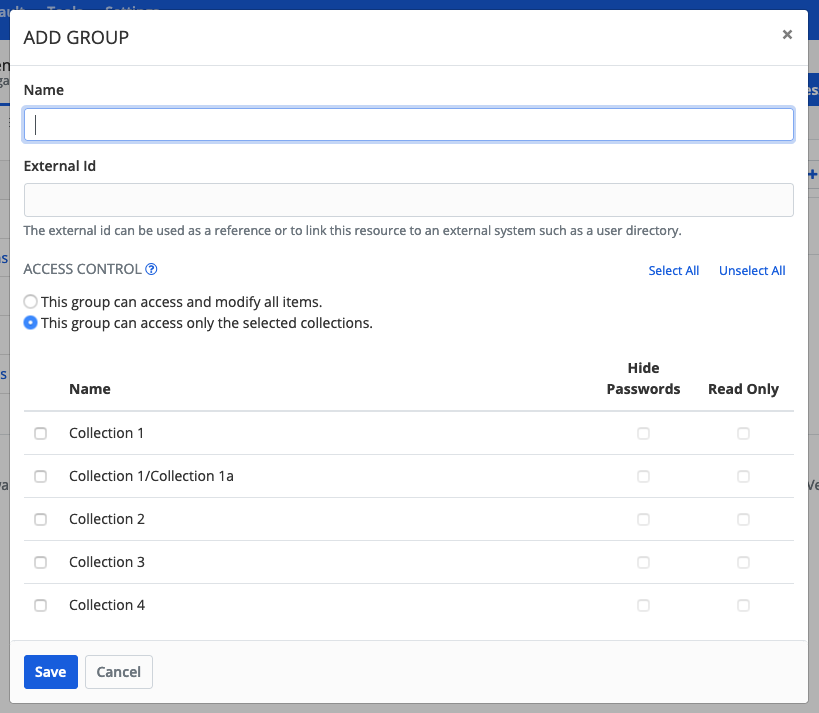 ADD GROUP ×
Name
External Id
The external id can be used as a reference or to link this resource to an external system such as a user directory.
ACCESS CONTROL Select All Unselect All
This group can access and modify all items.
This group can access only the selected collections.
Name Hide Passwords Read Only
Collection 1
Collection 1/Collection 1a
Collection 2
Collection 3
Collection 4
Save Cancel